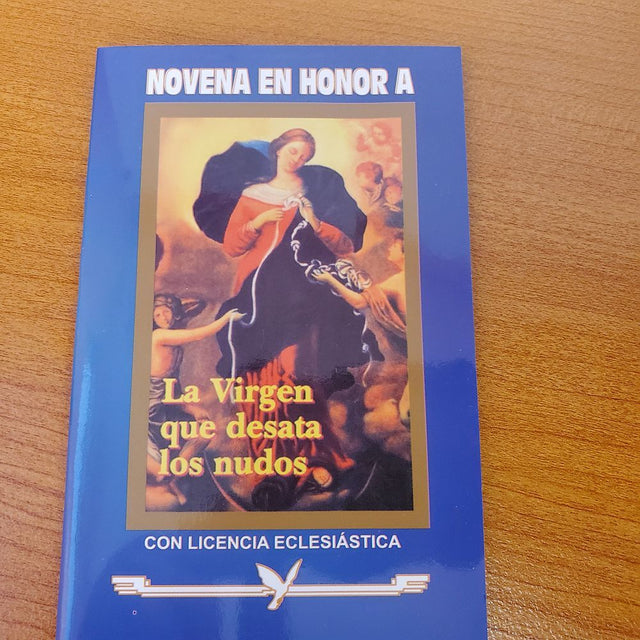 NOVENA EN HONOR A
La Virgen
que desata
los nudos
CON LICENCIA ECLESIÁSTICA